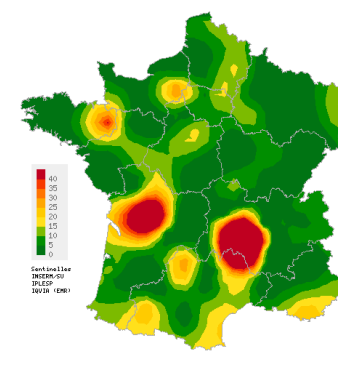 40
35
30
25
20
15
10
5
0
Sentinelles
INSERM/SU
IPLESP
IQVIA (EMR)